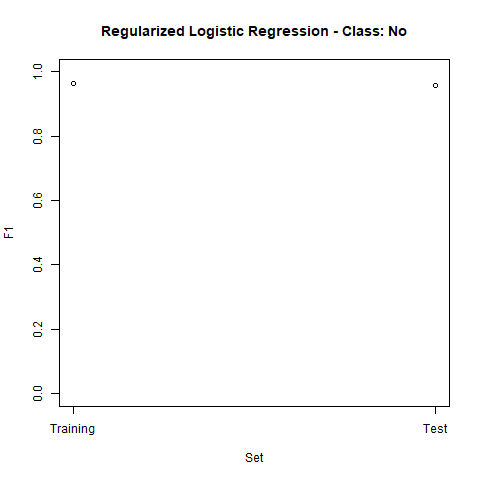 Regularized Logistic Regression - Class: No
1.0
0.8
0.6
0.4
0.2
0.0
F1
Training
Test
Set